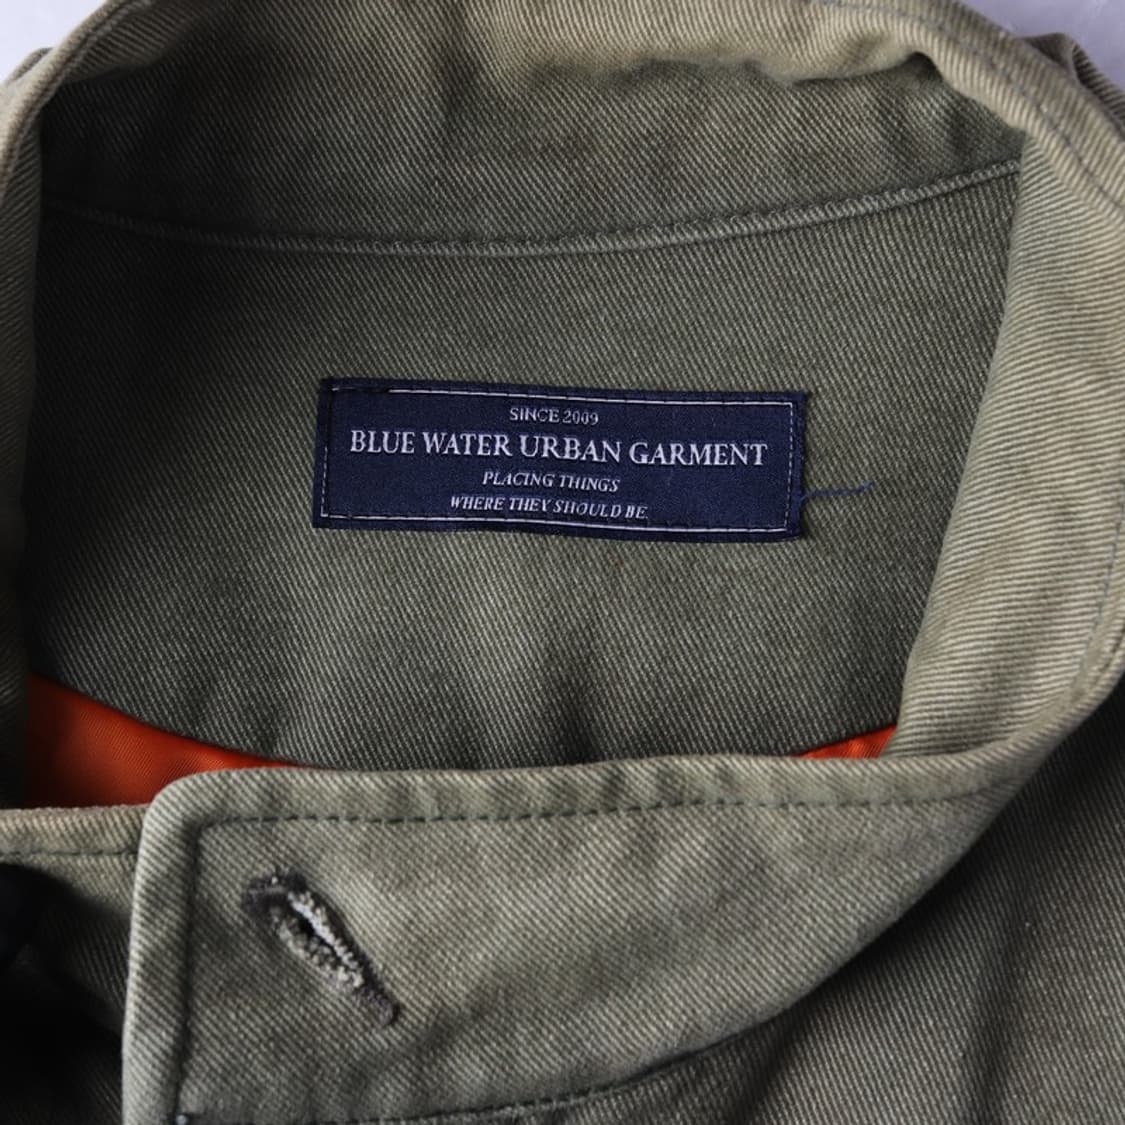 SINCE 2009
BLUE WATER URBAN GARMENT
PLACING THINGS
WHERE THEY SHOULD BE.